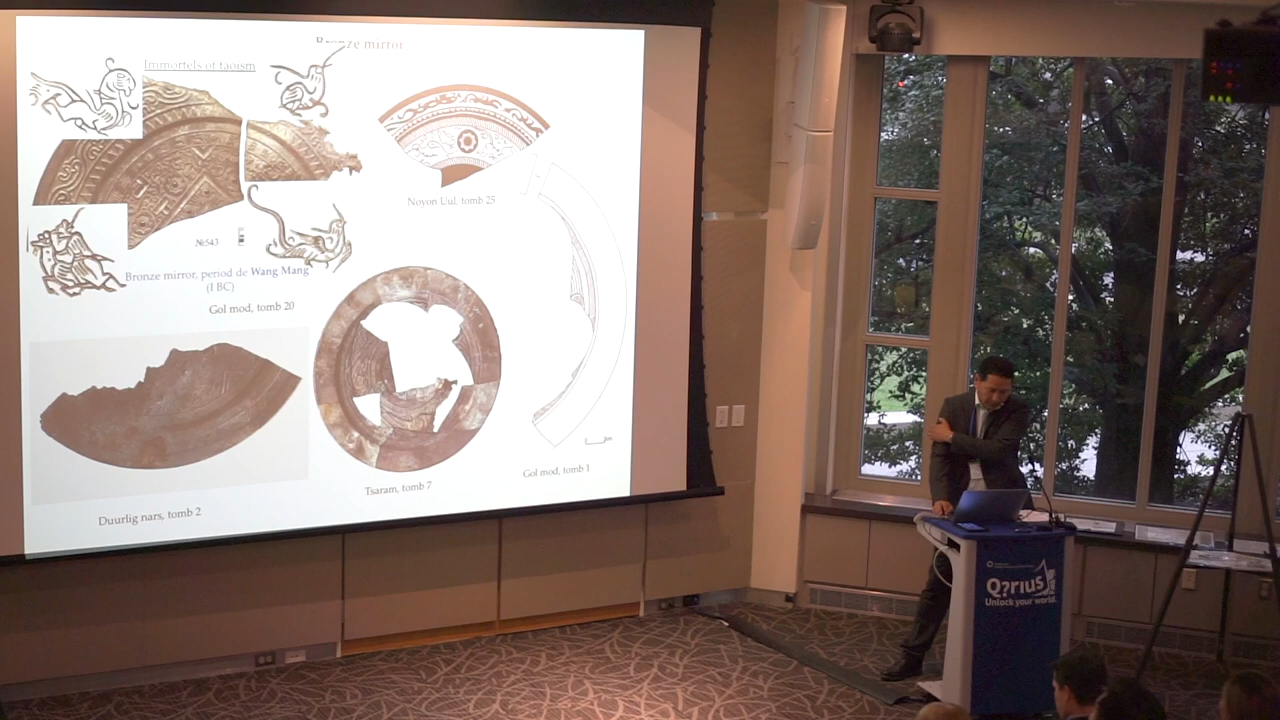 Bronze mirror
Immortels of taoism
Noyon Uul, tomb 25
№543
Bronze mirror, period de Wang Mang
(I BC)
Gol mod, tomb 20
Duurlig nars, tomb 2
Tsaram, tomb 7
Gol mod, tomb 1
Q?rius
Unlock your world.